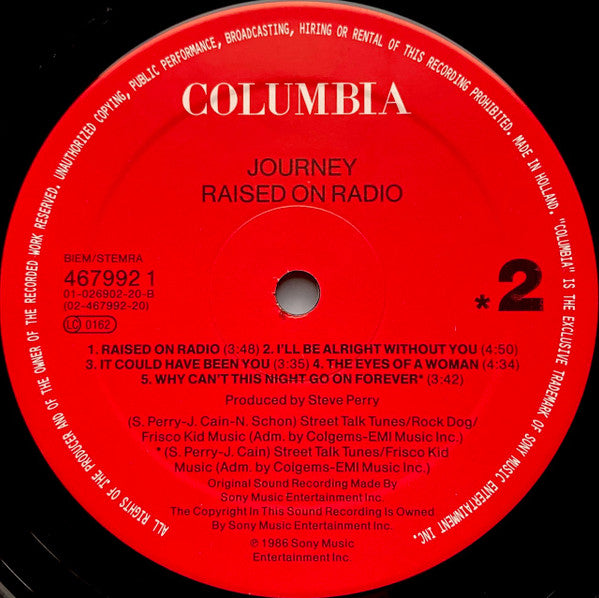 ALL RIGHTS OF THE PRODUCER AND OF THE OWNER OF THE RECORDED WORK RESERVED. UNAUTHORIZED COPYING, PUBLIC PERFORMANCE, BROADCASTING, HIRING OR RENTAL OF THIS RECORDING PROHIBITED. MADE IN HOLLAND. "COLUMBIA" IS THE EXCLUSIVE TRADEMARK OF SONY MUSIC ENTERTAINMENT INC.
COLUMBIA
JOURNEY
RAISED ON RADIO
BIEM/STEMRA
467992 1
01-026902-20-B
(02-467992-20)
LC 0162
*2
1. RAISED ON RADIO (3:48) 2. I'LL BE ALRIGHT WITHOUT YOU (4:50)
3. IT COULD HAVE BEEN YOU (3:35) 4. THE EYES OF A WOMAN (4:34)
5. WHY CAN'T THIS NIGHT GO ON FOREVER* (3:42)
Produced by Steve Perry
(S. Perry-J. Cain-N. Schon) Street Talk Tunes/Rock Dog/
Frisco Kid Music (Adm. by Colgems-EMI Music Inc.)
* (S. Perry-J. Cain) Street Talk Tunes/Frisco Kid
Music (Adm. by Colgems-EMI Music Inc.)
Original Sound Recording Made By
Sony Music Entertainment Inc.
The Copyright In This Sound Recording Is Owned
By Sony Music Entertainment Inc.
℗ 1986 Sony Music
Entertainment Inc.